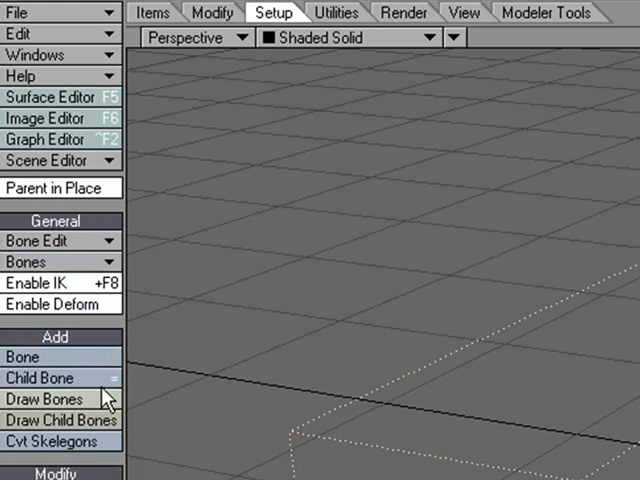 File
Edit
Windows
Help
Surface Editor F5
Image Editor F6
Graph Editor ^F2
Scene Editor
Parent in Place
General
Bone Edit
Bones
Enable IK +F8
Enable Deform
Add
Bone
Child Bone =
Draw Bones
Draw Child Bones
Cvt Skelegons
Modify
Items Modify Setup Utilities Render View Modeler Tools
Perspective Shaded Solid